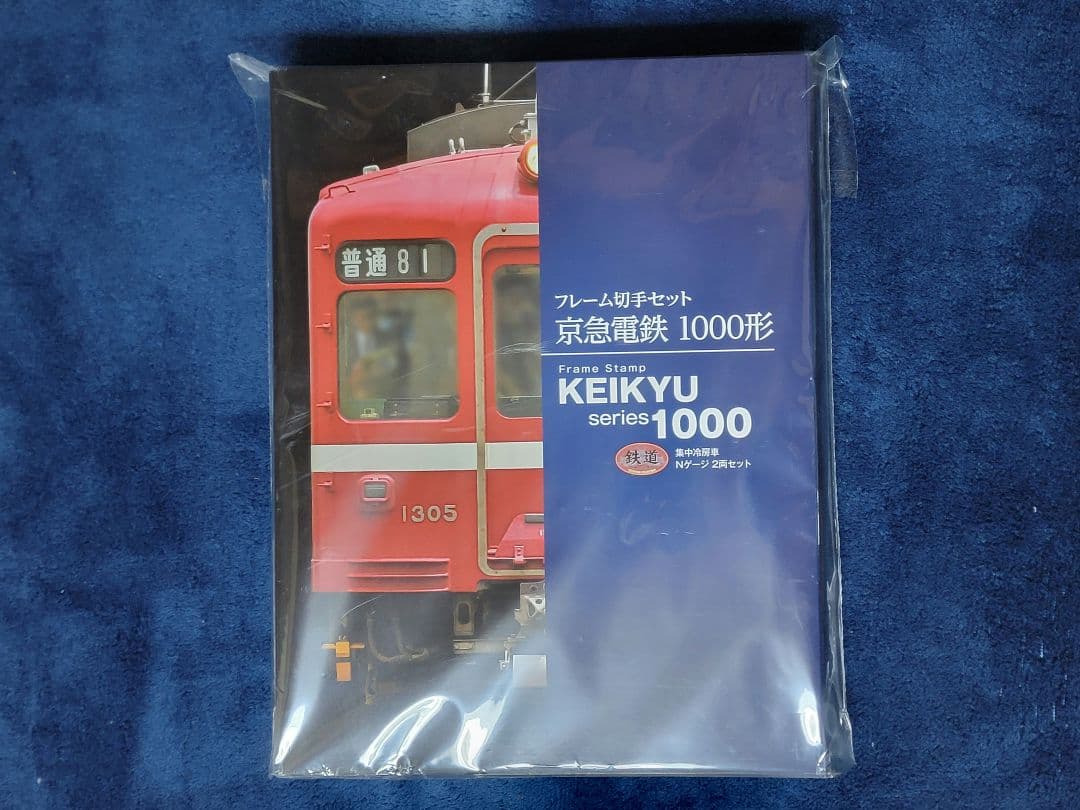 普通 81
1305
フレーム切手セット
京急電鉄 1000形
Frame Stamp
KEIKYU
series1000
鉄道
集中冷房車
Nゲージ 2両セット